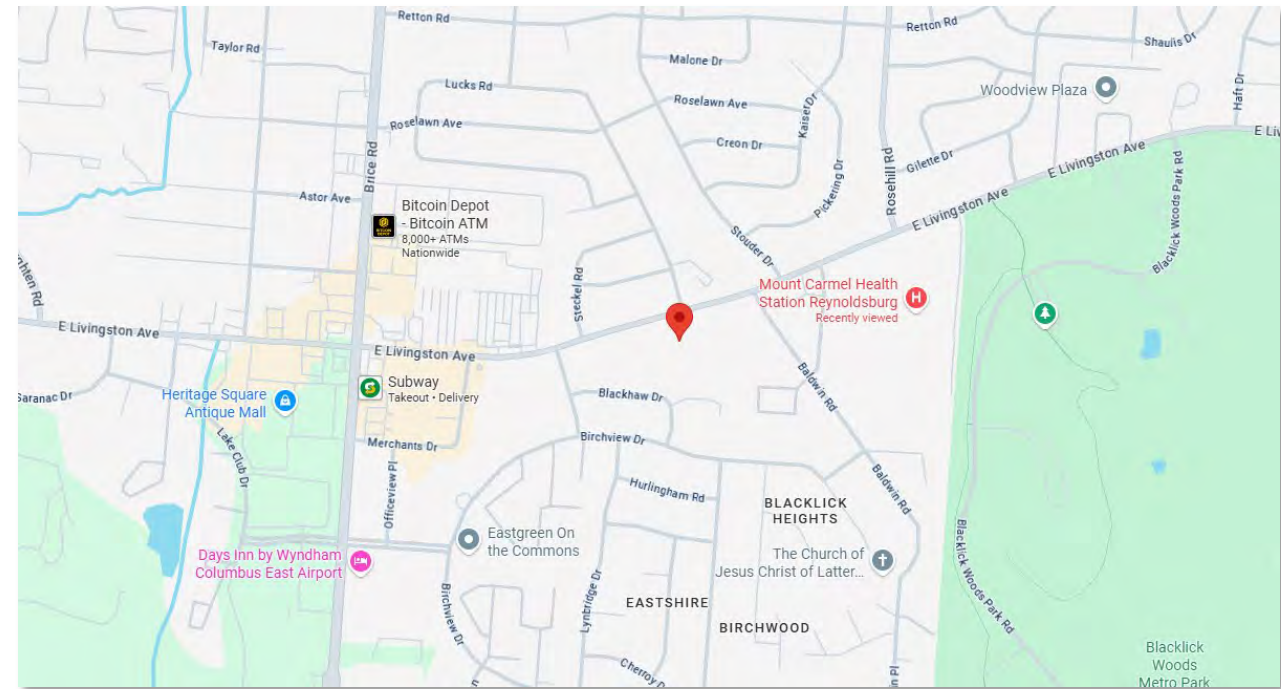 Retton Rd
Retton Rd
Taylor Rd
Shaulis Dr
Malone Dr
Lucks Rd
Woodview Plaza
Haft Dr
Roselawn Ave
Kaiser Dr
Roselawn Ave
E Liv
Creon Dr
Brice Rd
E Livingston Ave
Gilette Dr
Rosehill Rd
Pickering Dr
Blacklick Woods Park Rd
Astor Ave
Bitcoin Depot
- Bitcoin ATM
8,000+ ATMs
Nationwide
E Livingston Ave
Stouder Dr
ghten Rd
Steckel Rd
Mount Carmel Health
Station Reynoldsburg
Recently viewed
E Livingston Ave
E Livingston Ave
Subway
Takeout • Delivery
Heritage Square
Antique Mall
Saranac Dr
Blackhaw Dr
Baldwin Rd
Lake Club Dr
Merchants Dr
Birchview Dr
Officeview Pl
Hurlingham Rd
Baldwin Rd
BLACKLICK
HEIGHTS
Eastgreen On
the Commons
Days Inn by Wyndham
Columbus East Airport
The Church of
Jesus Christ of Latter...
Blacklick Woods Park Rd
Birchview Dr
Lynbridge Dr
EASTSHIRE
BIRCHWOOD
Cherroy D
n
n Pl
Blacklick
Woods
Metro Park